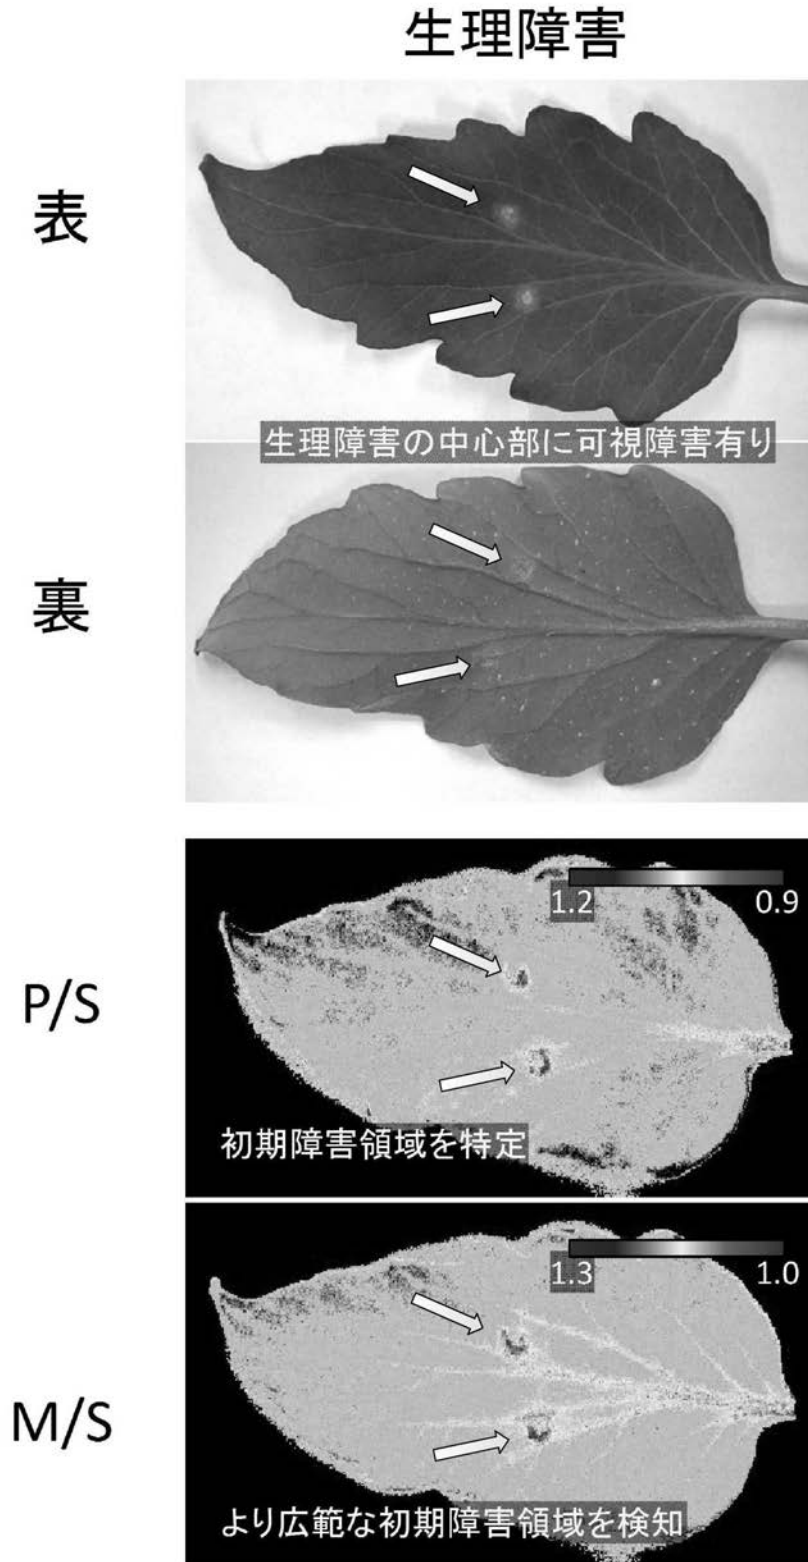 生理障害
表
生理障害の中心部に可視障害有り
裏
P/S
1.2
0.9
初期障害領域を特定
M/S
1.3
1.0
より広範な初期障害領域を検知